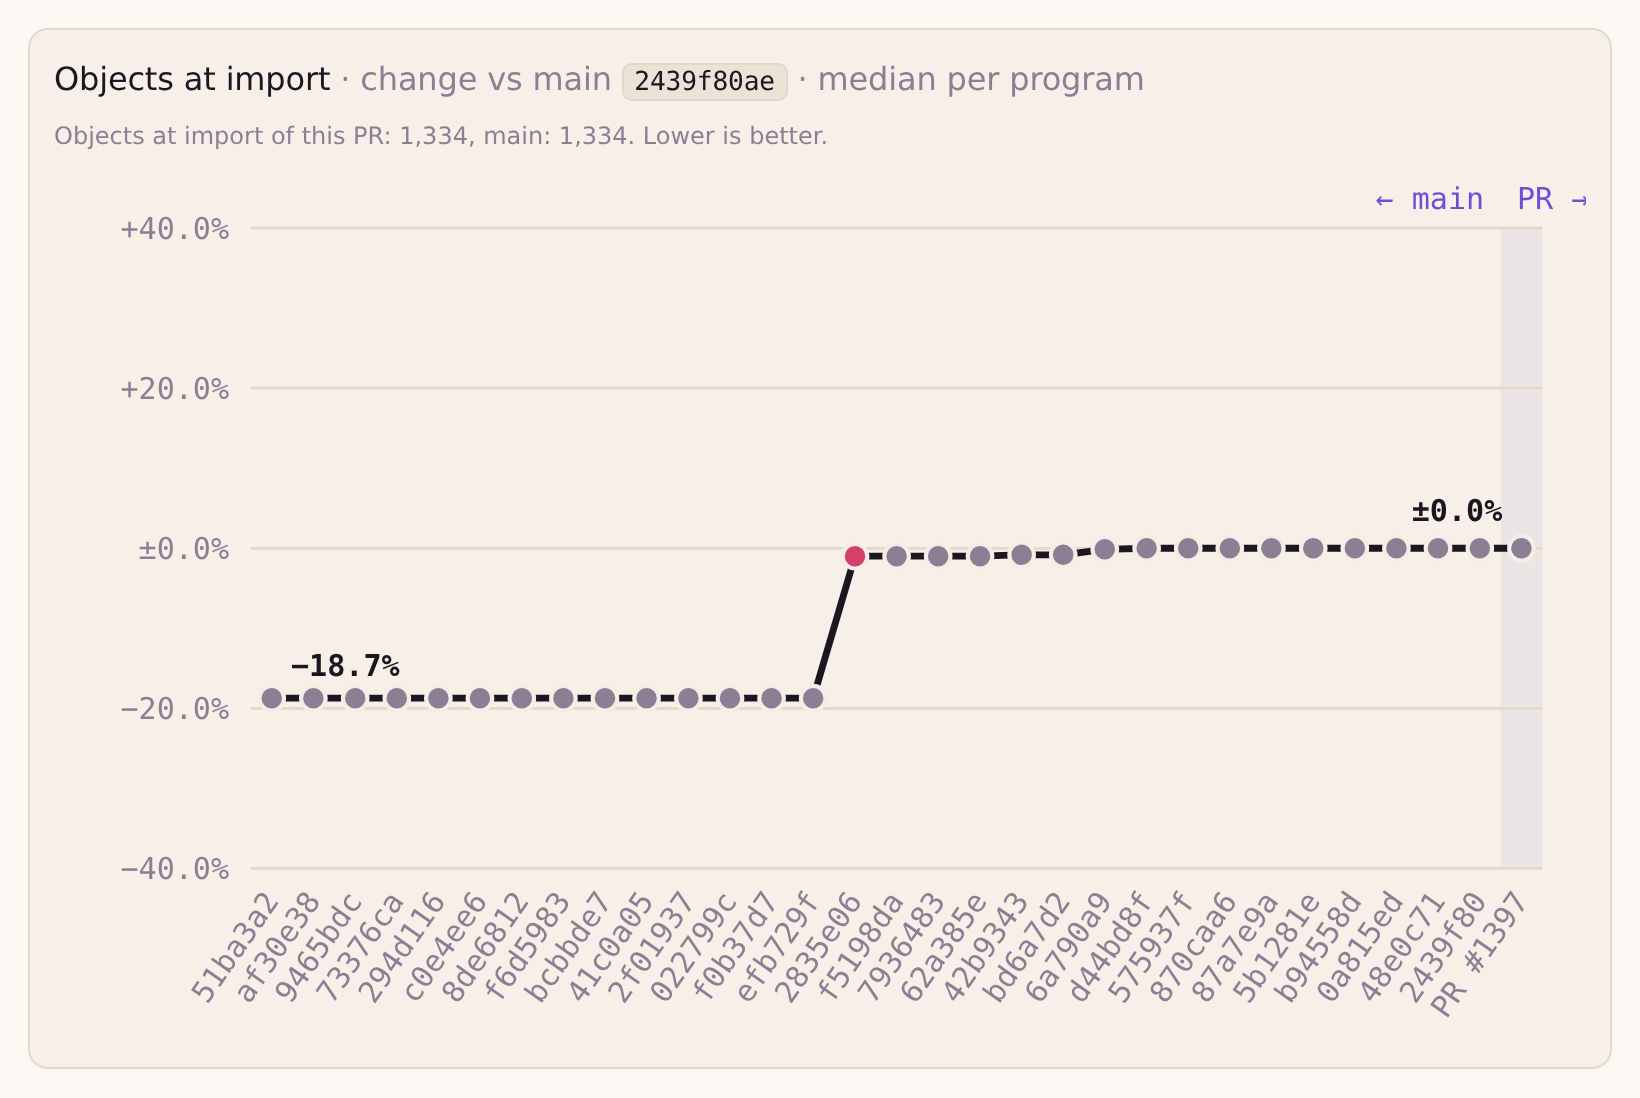 Objects at import · change vs main 2439f80ae · median per program
Objects at import of this PR: 1,334, main: 1,334. Lower is better.
← main PR →
+40.0%
+20.0%
±0.0%
−20.0%
−40.0%
−18.7%
±0.0%
51ba3a2
af30e38
9465bdc
73376ca
294d116
c0e4ee6
8de6812
f6d5983
bcbbde7
41c0a05
2f01937
022799c
f0b37d7
efb729f
2835e06
f5198da
7936483
62a385e
42b9343
bd6a7d2
6a790a9
d44bd8f
575937f
870caa6
87a7e9a
5b1281e
b94558d
0a815ed
48e0c71
2439f80
PR #1397